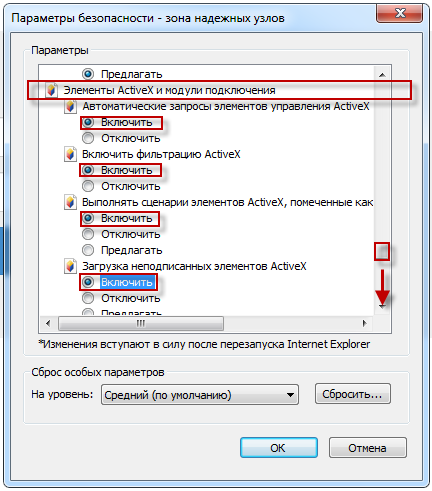 Параметры безопасности - зона надежных узлов
Параметры
Предлагать
Элементы ActiveX и модули подключения
Автоматические запросы элементов управления ActiveX
Включить
Отключить
Включить фильтрацию ActiveX
Включить
Отключить
Выполнять сценарии элементов ActiveX, помеченные как
Включить
Отключить
Предлагать
Загрузка неподписанных элементов ActiveX
Включить
Отключить
Предлагать
*Изменения вступают в силу после перезапуска Internet Explorer
Сброс особых параметров
На уровень: Средний (по умолчанию) Сбросить...
ОК Отмена